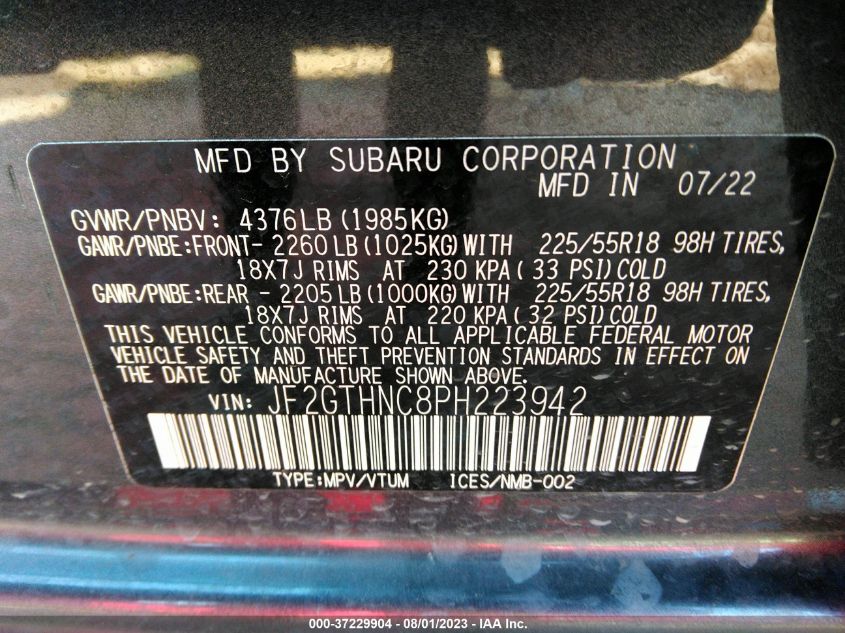 MFD BY SUBARU CORPORATION
MFD IN 07/22
GVWR/PNBV: 4376LB (1985KG)
GAWR/PNBE:FRONT- 2260 LB (1025KG) WITH 225/55R18 98H TIRES,
18X7J RIMS AT 230 KPA ( 33 PSI) COLD
GAWR/PNBE:REAR - 2205 LB (1000KG) WITH 225/55R18 98H TIRES,
18X7J RIMS AT 220 KPA ( 32 PSI) COLD
THIS VEHICLE CONFORMS TO ALL APPLICABLE FEDERAL MOTOR
VEHICLE SAFETY AND THEFT PREVENTION STANDARDS IN EFFECT ON
THE DATE OF MANUFACTURE SHOWN ABOVE.
VIN: JF2GTHNC8PH223942
TYPE:MPV/VTUM ICES/NMB-002
000-37229904 - 08/01/2023 - IAA Inc.